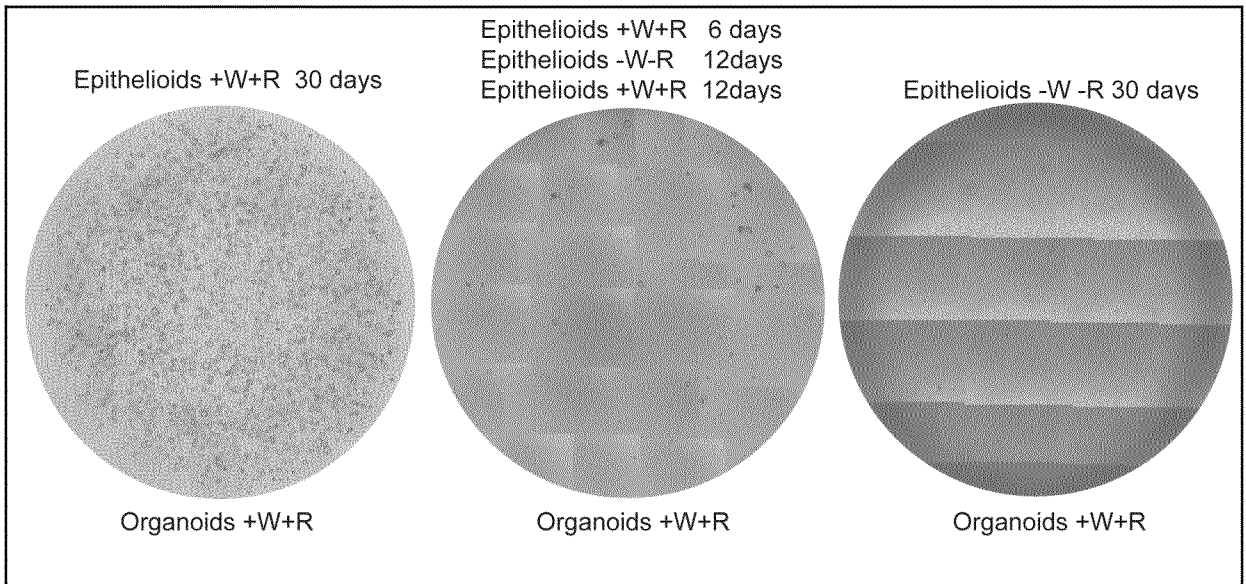 Epithelioids +W+R 30 days
Epithelioids +W+R 6 days
Epithelioids -W-R 12days
Epithelioids +W+R 12days
Epithelioids -W -R 30 days
Organoids +W+R
Organoids +W+R
Organoids +W+R